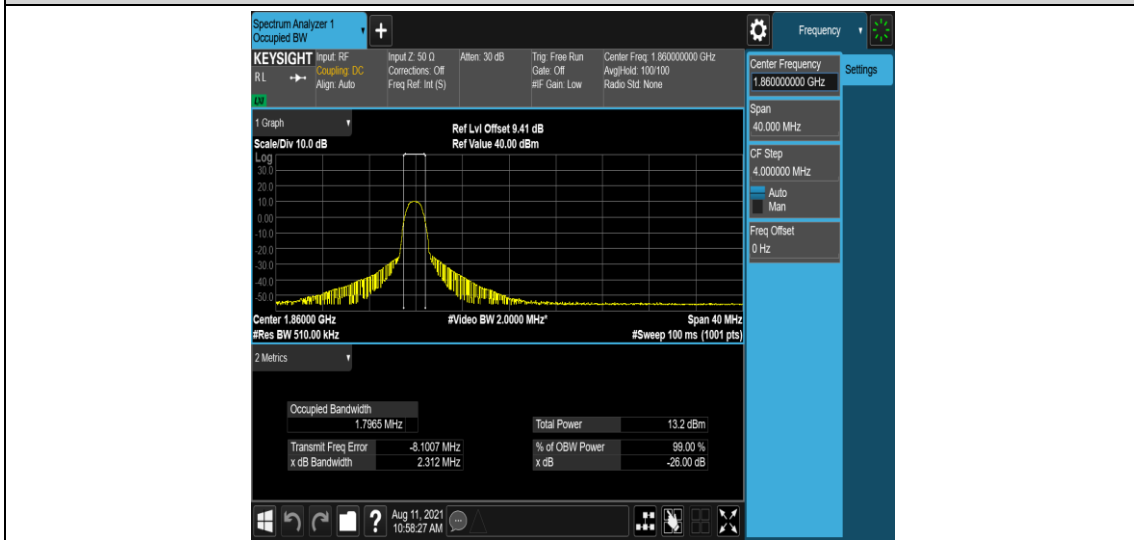 Spectrum Analyzer 1
Occupied BW
+
Frequency
KEYSIGHT
RL
LXI
Input: RF
Coupling: DC
Align: Auto
Input Z: 50 Ω
Corrections: Off
Freq Ref: Int (S)
Atten: 30 dB
Trig: Free Run
Gate: Off
#IF Gain: Low
Center Freq: 1.860000000 GHz
Avg|Hold: 100/100
Radio Std: None
Center Frequency
1.860000000 GHz
Settings
Span
40.000 MHz
CF Step
4.000000 MHz
Auto
Man
Freq Offset
0 Hz
1 Graph
Scale/Div 10.0 dB
Ref Lvl Offset 9.41 dB
Ref Value 40.00 dBm
Log
30.0
20.0
10.0
0.00
-10.0
-20.0
-30.0
-40.0
-50.0
Center 1.86000 GHz
#Video BW 2.0000 MHz*
Span 40 MHz
#Res BW 510.00 kHz
#Sweep 100 ms (1001 pts)
2 Metrics
Occupied Bandwidth
1.7965 MHz
Total Power 13.2 dBm
Transmit Freq Error -8.1007 MHz
% of OBW Power 99.00 %
x dB Bandwidth 2.312 MHz
x dB -26.00 dB
?
Aug 11, 2021
10:58:27 AM